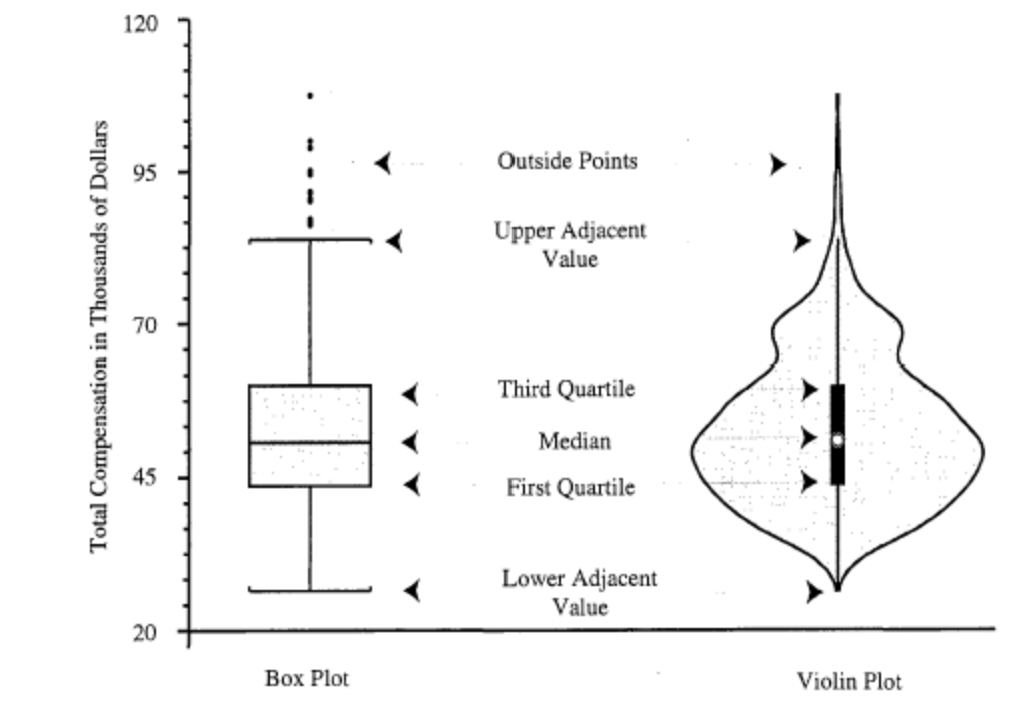 120
95
70
45
20
Total Compensation in Thousands of Dollars
Outside Points
Upper Adjacent
Value
Third Quartile
Median
First Quartile
Lower Adjacent
Value
Box Plot
Violin Plot